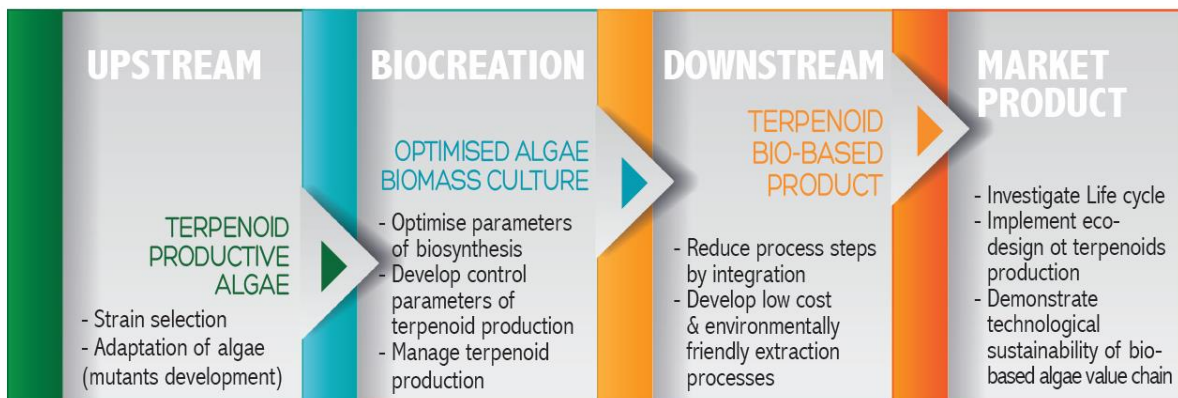 UPSTREAM
TERPENOID
PRODUCTIVE
ALGAE
- Strain selection
- Adaptation of algae
(mutants development)
BIOCREATION
OPTIMISED ALGAE
BIOMASS CULTURE
- Optimise parameters
of biosynthesis
- Develop control
parameters of
terpenoid production
- Manage terpenoid
production
DOWNSTREAM
TERPENOID
BIO-BASED
PRODUCT
- Reduce process steps
by integration
- Develop low cost
& environmentally
friendly extraction
processes
MARKET
PRODUCT
- Investigate Life cycle
- Implement eco-
design ot terpenoids
production
- Demonstrate
technological
sustainability of bio-
based algae value chain